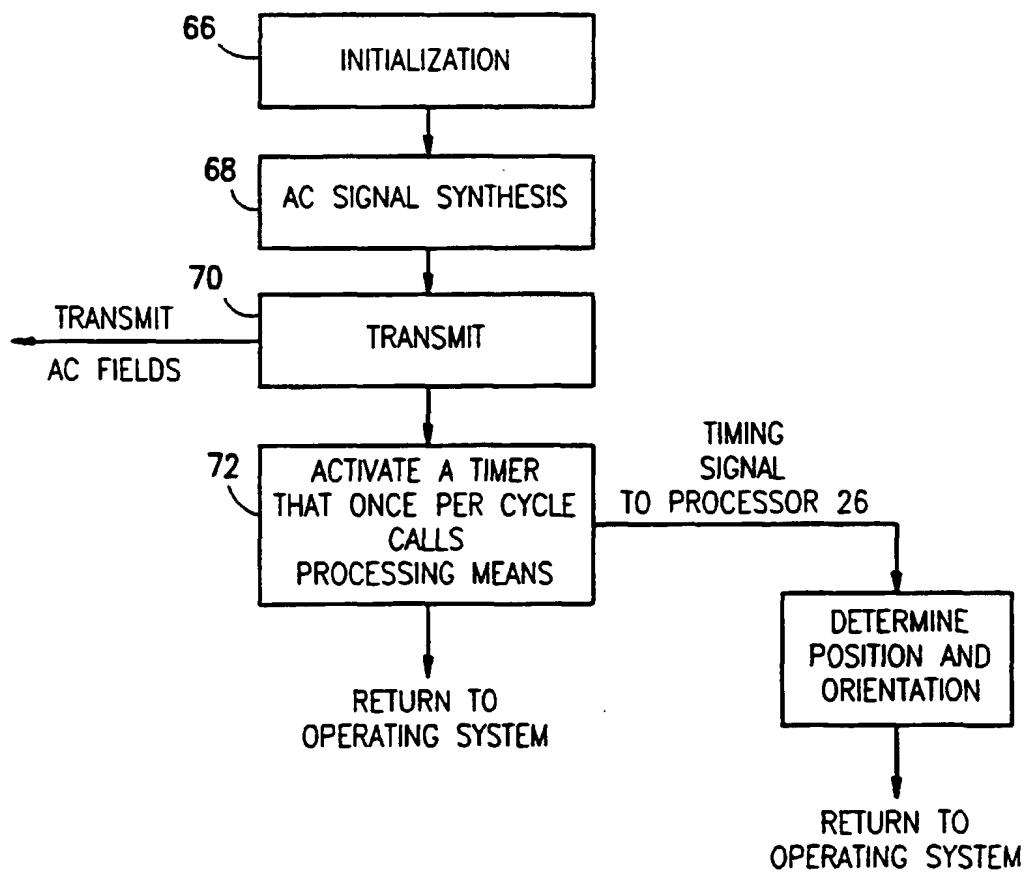 66
INITIALIZATION
68
AC SIGNAL SYNTHESIS
70
TRANSMIT
TRANSMIT
AC FIELDS
72
ACTIVATE A TIMER
THAT ONCE PER CYCLE
CALLS
PROCESSING MEANS
TIMING
SIGNAL
TO PROCESSOR 26
DETERMINE
POSITION AND
ORIENTATION
RETURN TO
OPERATING SYSTEM
RETURN TO
OPERATING SYSTEM